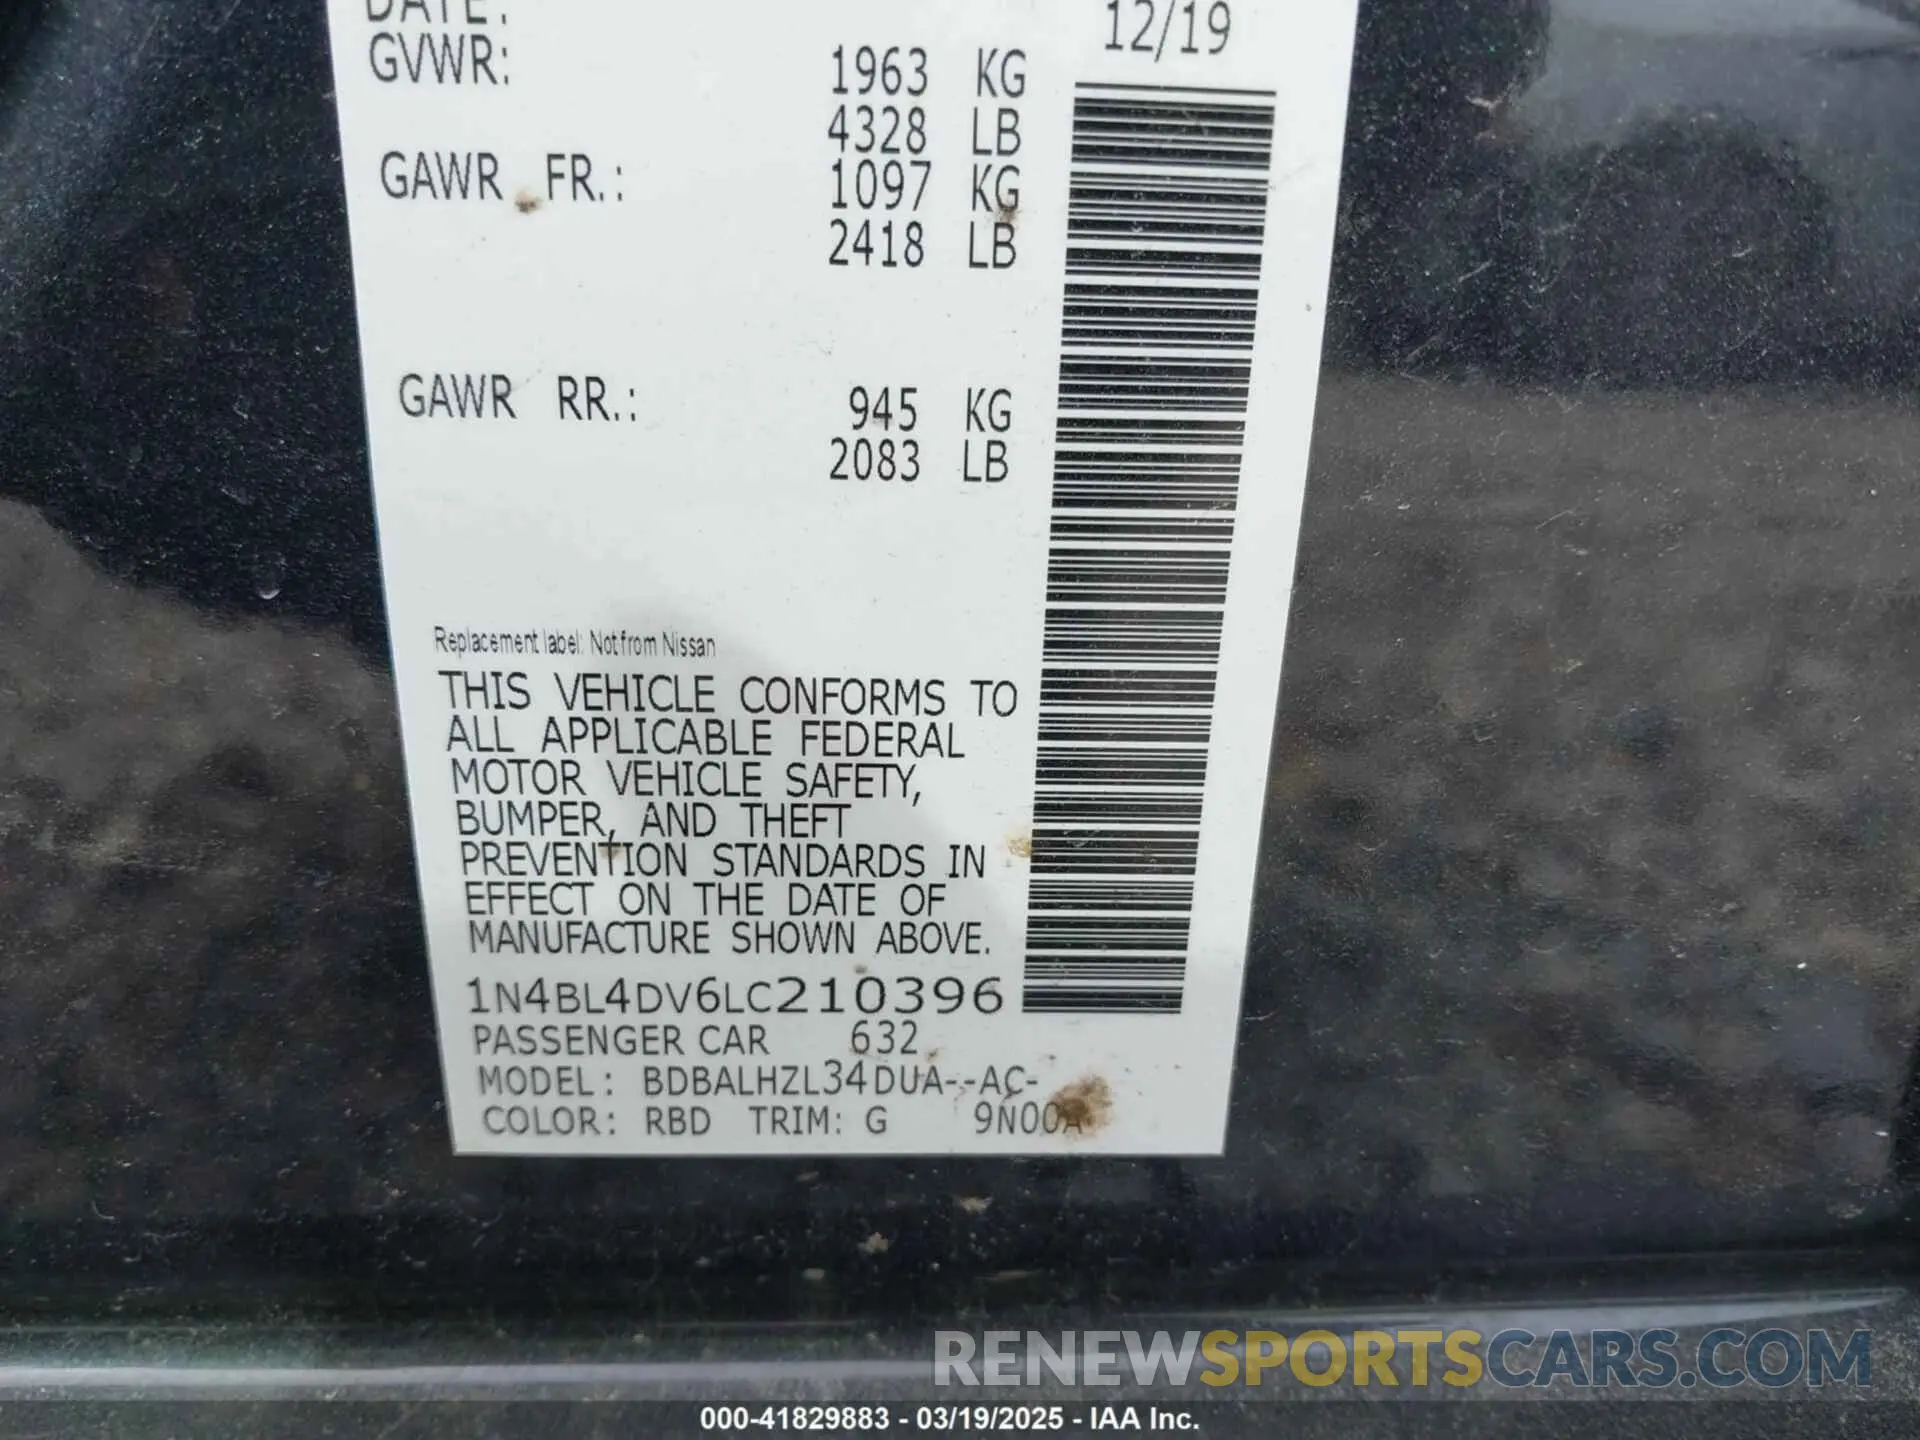 DATE: 12/19
GVWR: 1963 KG
4328 LB
GAWR FR.: 1097 KG
2418 LB
GAWR RR.: 945 KG
2083 LB
Replacement label: Not from Nissan
THIS VEHICLE CONFORMS TO
ALL APPLICABLE FEDERAL
MOTOR VEHICLE SAFETY,
BUMPER, AND THEFT
PREVENTION STANDARDS IN
EFFECT ON THE DATE OF
MANUFACTURE SHOWN ABOVE.
1N4BL4DV6LC210396
PASSENGER CAR 632
MODEL: BDBALHZL34DUA--AC-
COLOR: RBD TRIM: G 9N00A
RENEWSPORTSCARS.COM
000-41829883 - 03/19/2025 - IAA Inc.